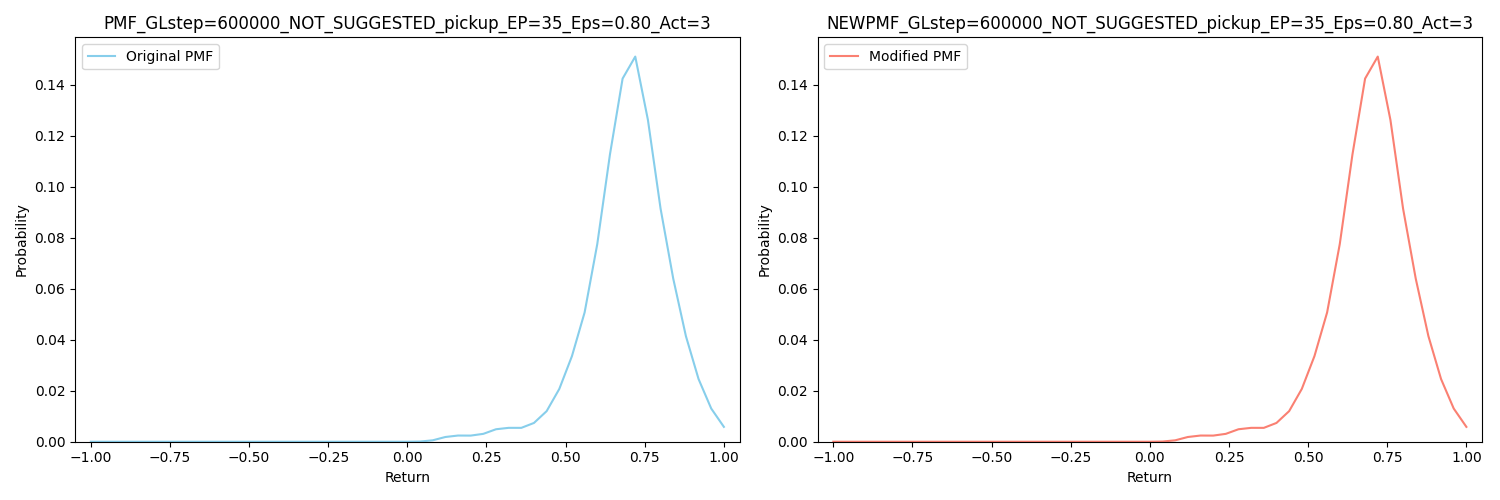 PMF_GLstep=600000_NOT_SUGGESTED_pickup_EP=35_Eps=0.80_Act=3
Original PMF
Probability
0.14
0.12
0.10
0.08
0.06
0.04
0.02
0.00
−1.00 −0.75 −0.50 −0.25 0.00 0.25 0.50 0.75 1.00
Return
NEWPMF_GLstep=600000_NOT_SUGGESTED_pickup_EP=35_Eps=0.80_Act=3
Modified PMF
Probability
0.14
0.12
0.10
0.08
0.06
0.04
0.02
0.00
−1.00 −0.75 −0.50 −0.25 0.00 0.25 0.50 0.75 1.00
Return